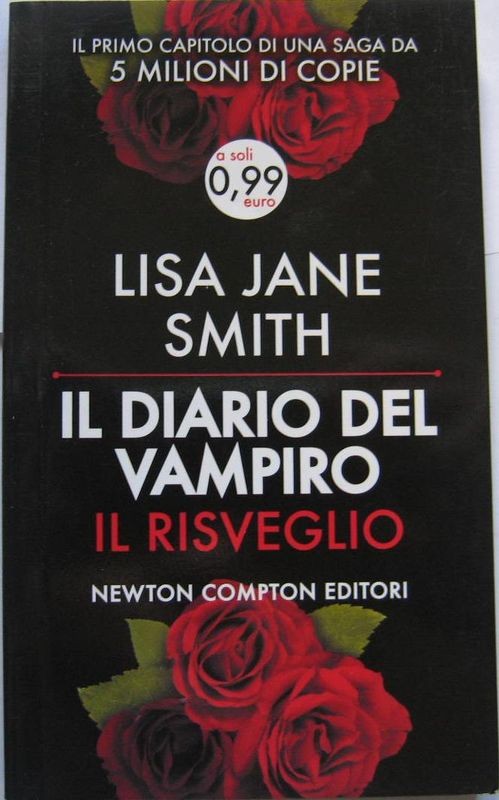 IL PRIMO CAPITOLO DI UNA SAGA DA
5 MILIONI DI COPIE
a soli
0,99
euro
LISA JANE
SMITH
IL DIARIO DEL
VAMPIRO
IL RISVEGLIO
NEWTON COMPTON EDITORI